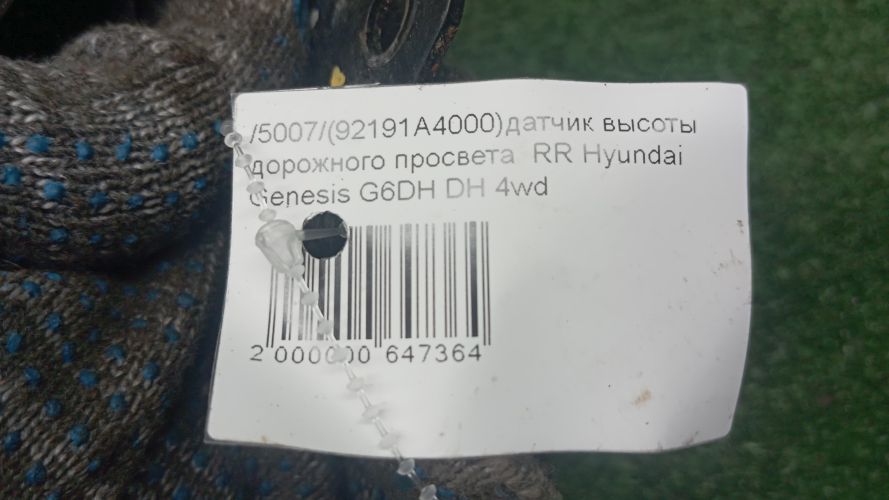 /5007/(92191A4000)датчик высоты
дорожного просвета RR Hyundai
Genesis G6DH DH 4wd
2 000000 647364